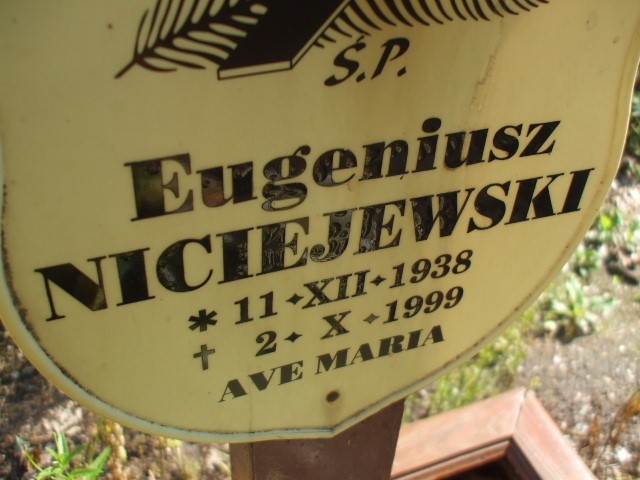 Ś.P.
Eugeniusz
NICIEJEWSKI
* 11 ✦ XII ✦ 1938
✝ 2 ✦ X ✦ 1999
AVE MARIA